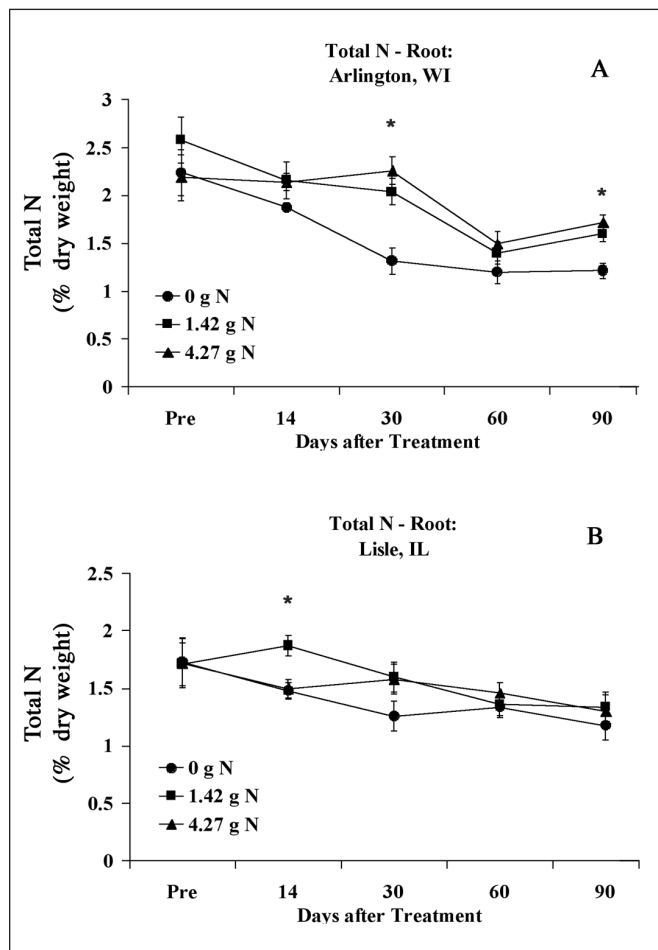 Total N - Root:
Arlington, WI
A
3
2.5
2
1.5
1
0.5
0
Total N
(% dry weight)
*
*
0 g N
1.42 g N
4.27 g N
Pre
14
30
60
90
Days after Treatment
Total N - Root:
Lisle, IL
B
2.5
2
1.5
1
0.5
0
Total N
(% dry weight)
*
0 g N
1.42 g N
4.27 g N
Pre
14
30
60
90
Days after Treatment